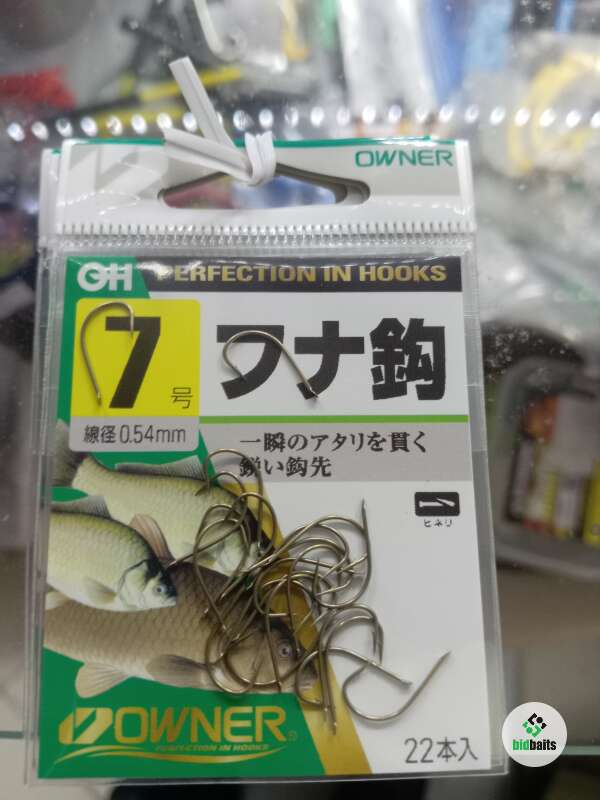 OWNER
GH PERFECTION IN HOOKS
7号
線径0.54mm
フナ鈎
一瞬のアタリを貫く
鋭い鈎先
ヒネリ
OWNER®
PERFECTION IN HOOKS
22本入
bidbaits